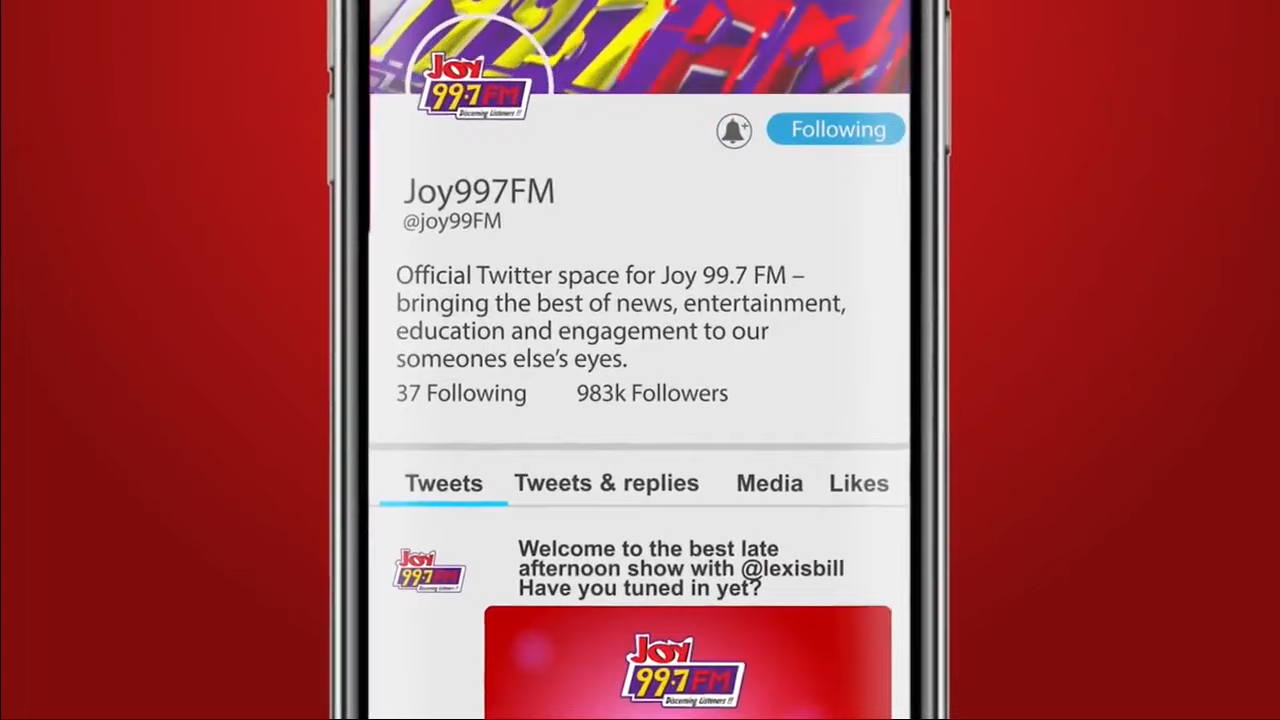 99.7 FM
Joy
99.7 FM
Discerning Listeners !!
Following
Joy997FM
@joy99FM
Official Twitter space for Joy 99.7 FM –
bringing the best of news, entertainment,
education and engagement to our
someones else's eyes.
37 Following 983k Followers
Tweets Tweets & replies Media Likes
Joy
99.7 FM
Discerning Listeners !!
Welcome to the best late
afternoon show with @lexisbill
Have you tuned in yet?
Joy
99.7 FM
Discerning Listeners !!